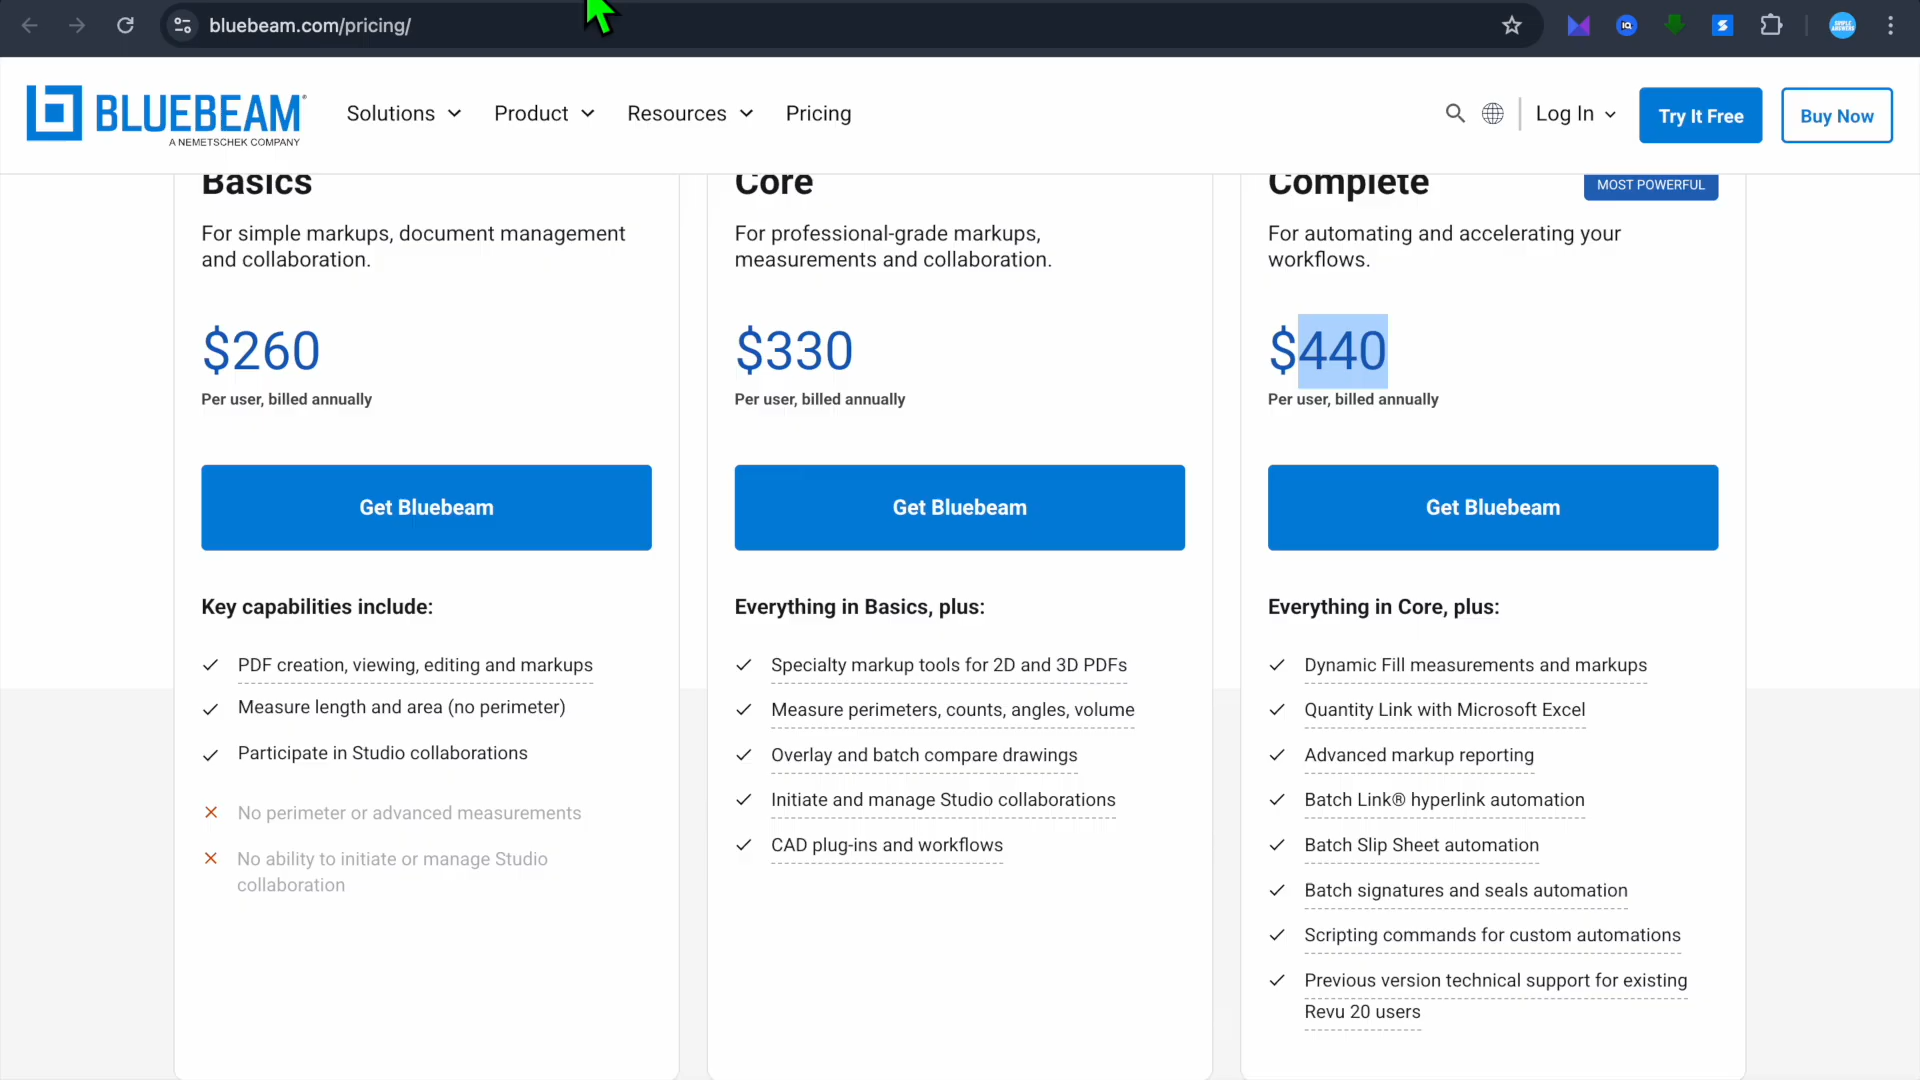 bluebeam.com/pricing/
BLUEBEAM®
A NEMETSCHEK COMPANY
Solutions
Product
Resources
Pricing
Log In
Try It Free
Buy Now
Basics
For simple markups, document management
and collaboration.
$260
Per user, billed annually
Get Bluebeam
Key capabilities include:
PDF creation, viewing, editing and markups
Measure length and area (no perimeter)
Participate in Studio collaborations
No perimeter or advanced measurements
No ability to initiate or manage Studio
collaboration
Core
For professional-grade markups,
measurements and collaboration.
$330
Per user, billed annually
Get Bluebeam
Everything in Basics, plus:
Specialty markup tools for 2D and 3D PDFs
Measure perimeters, counts, angles, volume
Overlay and batch compare drawings
Initiate and manage Studio collaborations
CAD plug-ins and workflows
Complete
MOST POWERFUL
For automating and accelerating your
workflows.
$440
Per user, billed annually
Get Bluebeam
Everything in Core, plus:
Dynamic Fill measurements and markups
Quantity Link with Microsoft Excel
Advanced markup reporting
Batch Link® hyperlink automation
Batch Slip Sheet automation
Batch signatures and seals automation
Scripting commands for custom automations
Previous version technical support for existing
Revu 20 users